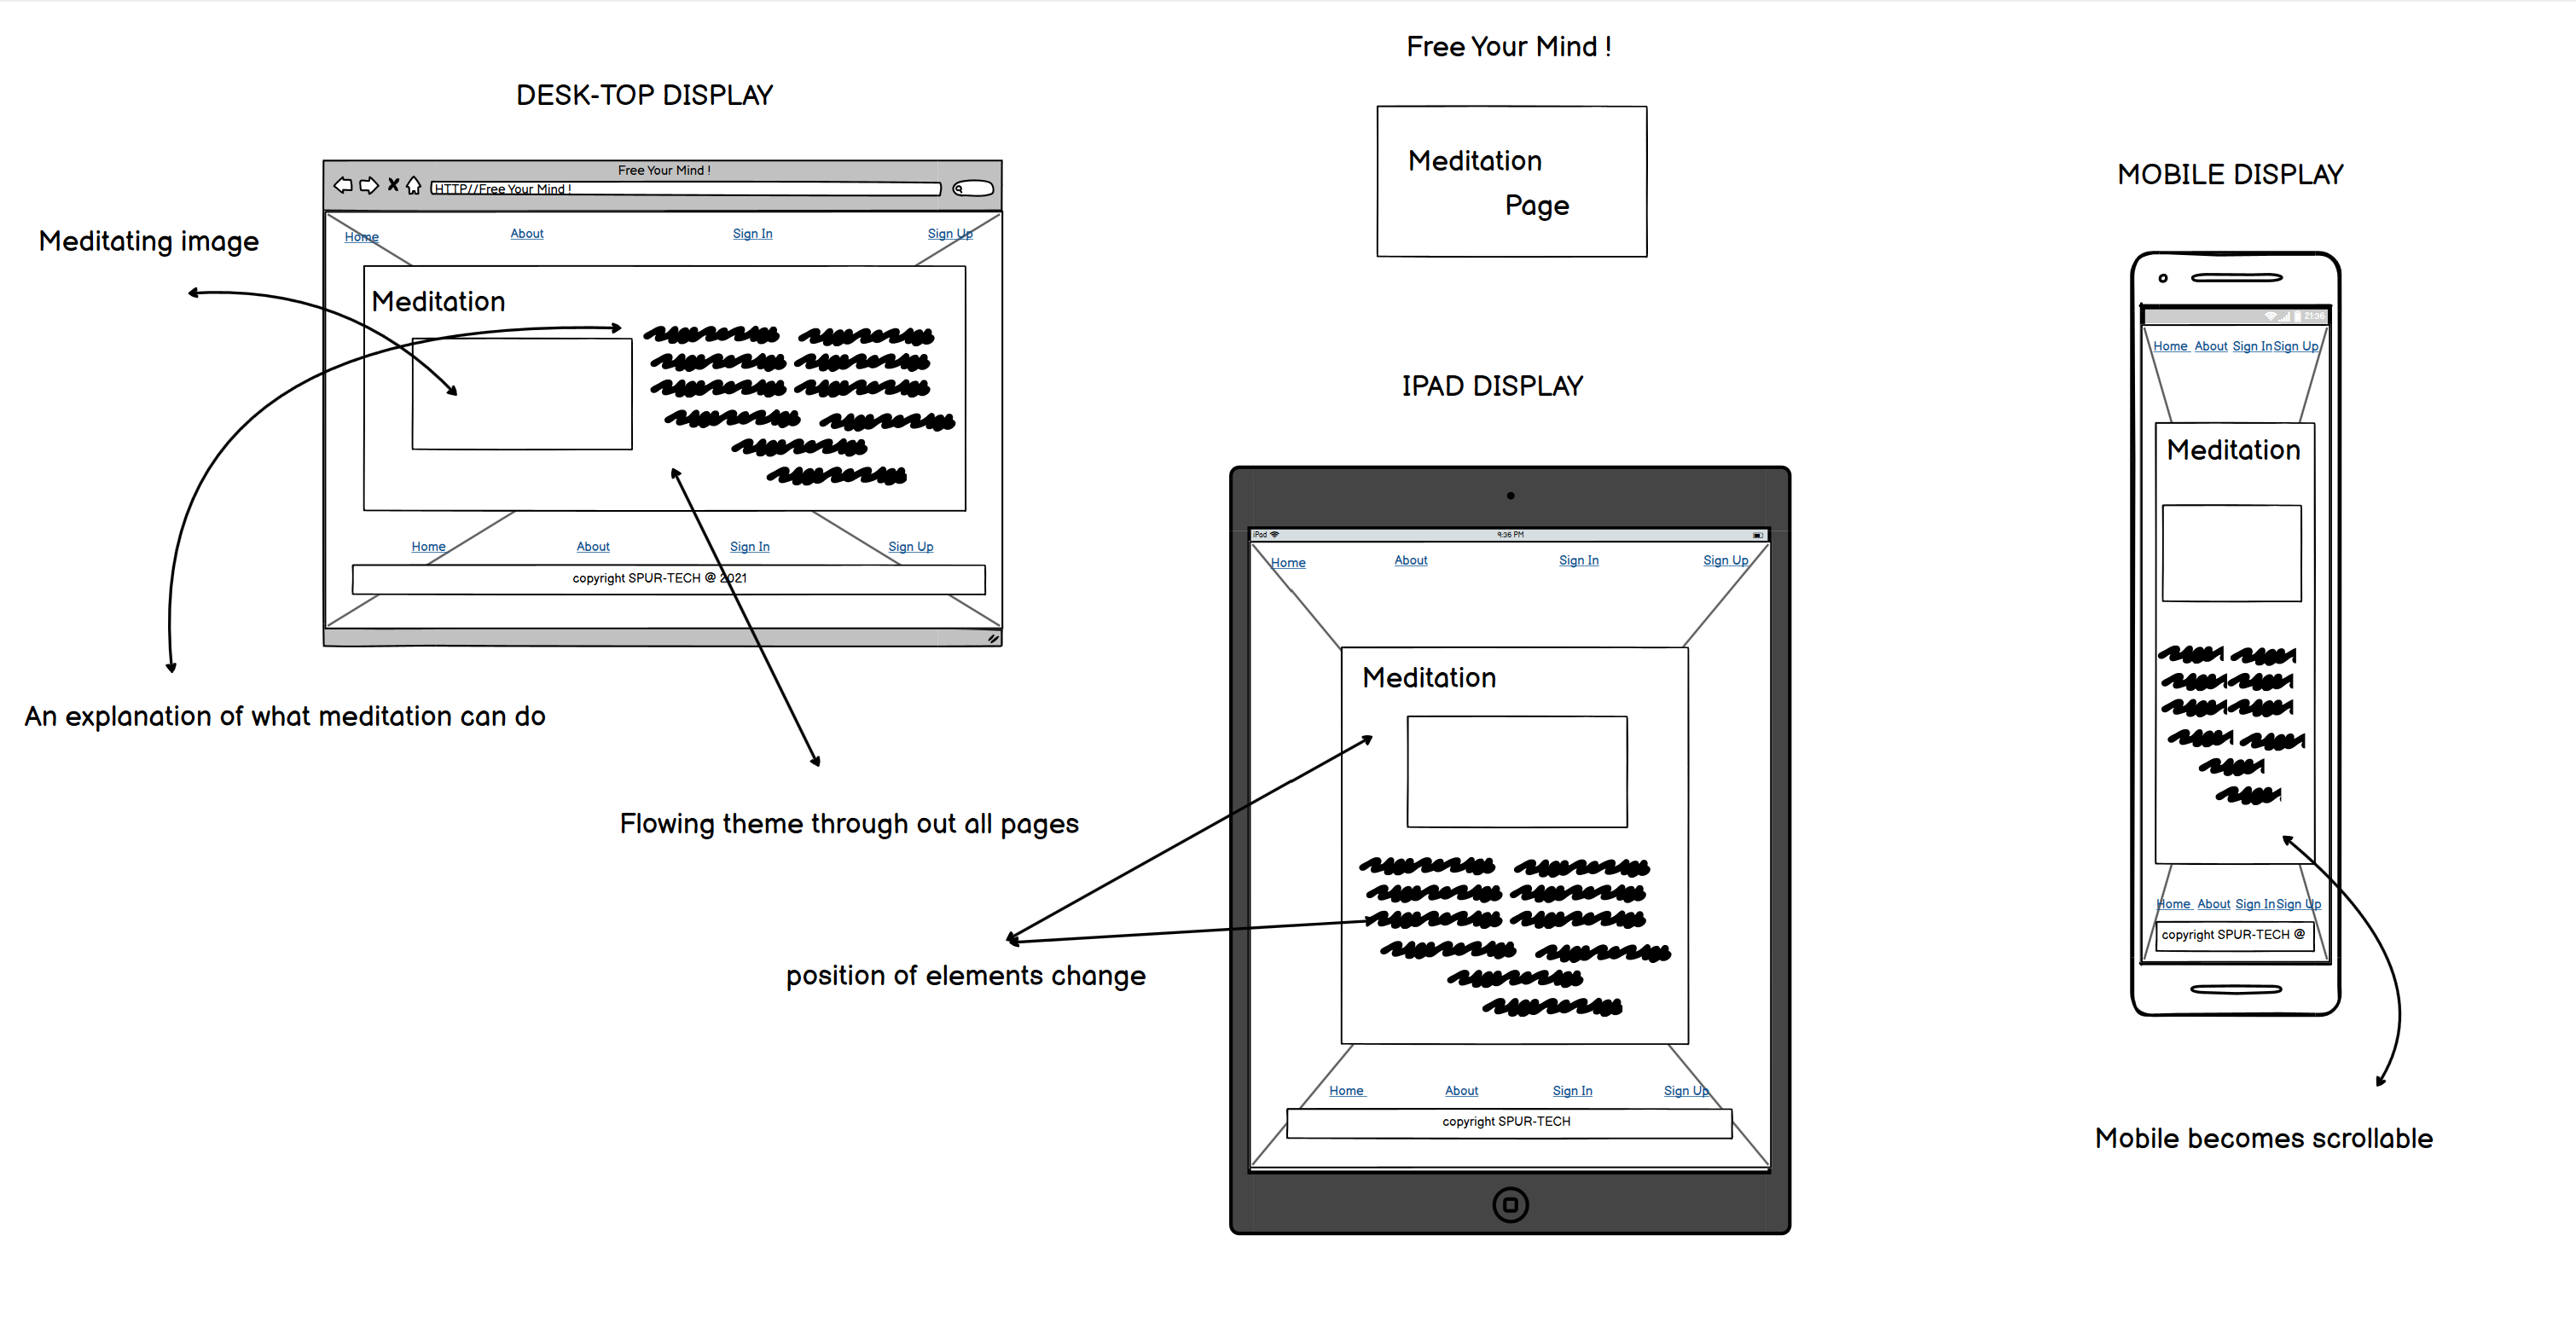 Free Your Mind !
Meditation
Page
DESK-TOP DISPLAY
Free Your Mind !
HTTP//Free Your Mind !
Home About Sign In Sign Up
Meditation
Home About Sign In Sign Up
copyright SPUR-TECH @ 2021
Meditating image
An explanation of what meditation can do
Flowing theme through out all pages
position of elements change
IPAD DISPLAY
iPad 9:36 PM
Home About Sign In Sign Up
Meditation
Home About Sign In Sign Up
copyright SPUR-TECH
MOBILE DISPLAY
21:36
Home About Sign In Sign Up
Meditation
Home About Sign In Sign Up
copyright SPUR-TECH @
Mobile becomes scrollable